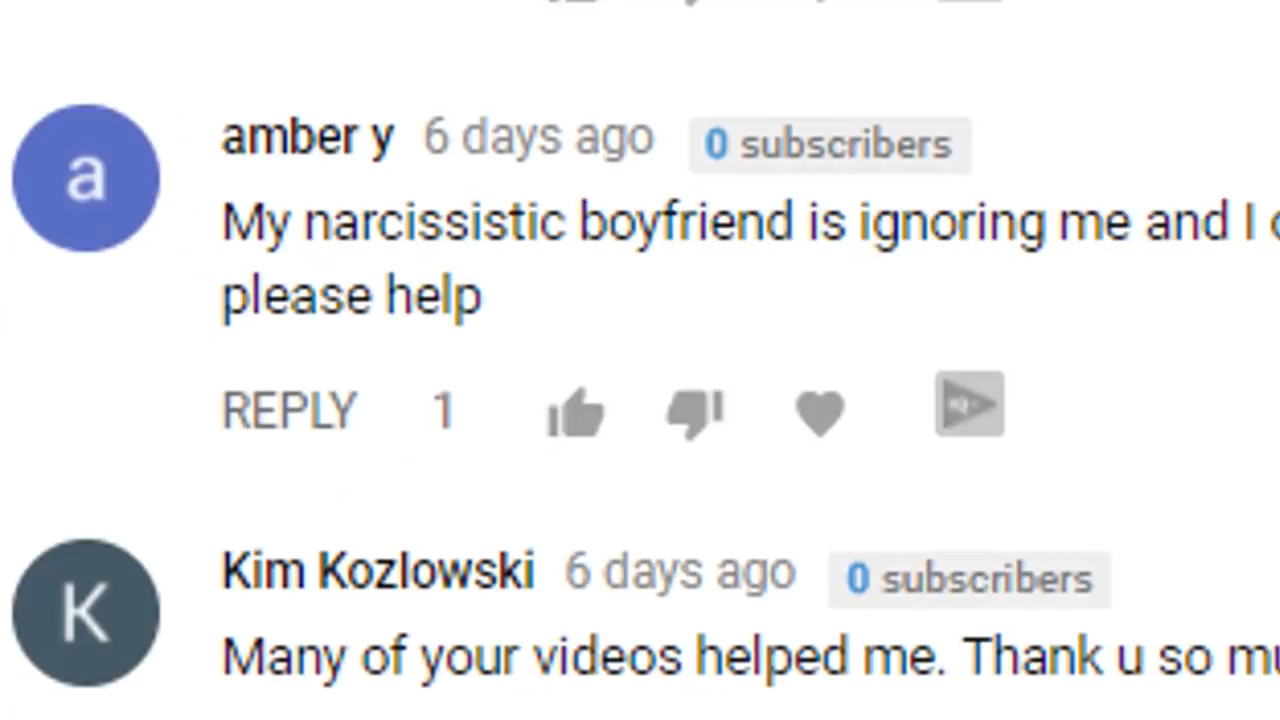 a
amber y 6 days ago 0 subscribers
My narcissistic boyfriend is ignoring me and I
please help
REPLY 1
K
Kim Kozlowski 6 days ago 0 subscribers
Many of your videos helped me. Thank u so